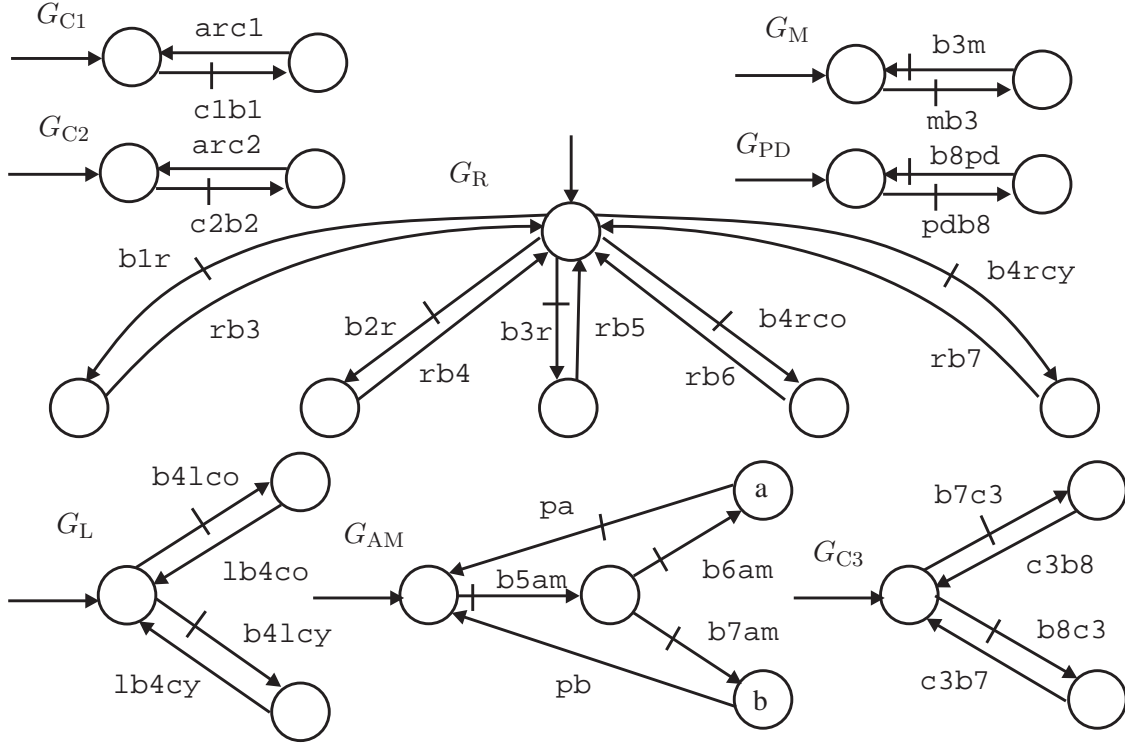 G_C1
arc1
c1b1
G_M
b3m
mb3
G_C2
arc2
c2b2
G_R
G_PD
b8pd
pdb8
b1r
rb3
b2r
rb4
b3r
rb5
b4rco
rb6
b4rcy
rb7
G_L
b4lco
lb4co
b4lcy
lb4cy
G_AM
pa
a
b5am
b6am
b7am
pb
b
G_C3
b7c3
c3b8
b8c3
c3b7